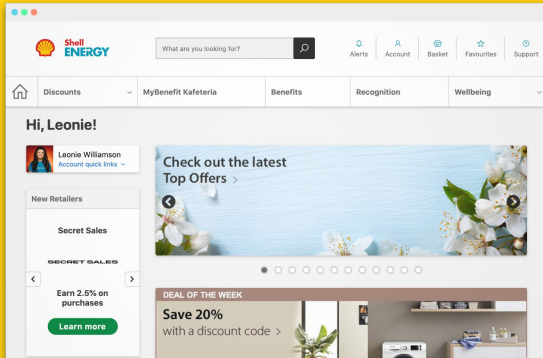 Shell
ENERGY
What are you looking for?
Alerts
Account
Basket
Favourites
Support
Discounts
MyBenefit Kafeteria
Benefits
Recognition
Wellbeing
Hi, Leonie!
Leonie Williamson
Account quick links
New Retailers
Secret Sales
SECRET SALES
Earn 2.5% on
purchases
Learn more
Check out the latest
Top Offers >
DEAL OF THE WEEK
Save 20%
with a discount code >